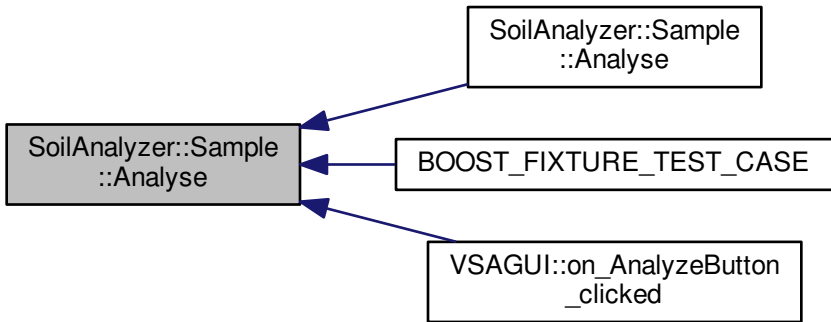 SoilAnalyzer::Sample
::Analyse
SoilAnalyzer::Sample
::Analyse
BOOST_FIXTURE_TEST_CASE
VSAGUI::on_AnalyzeButton
_clicked